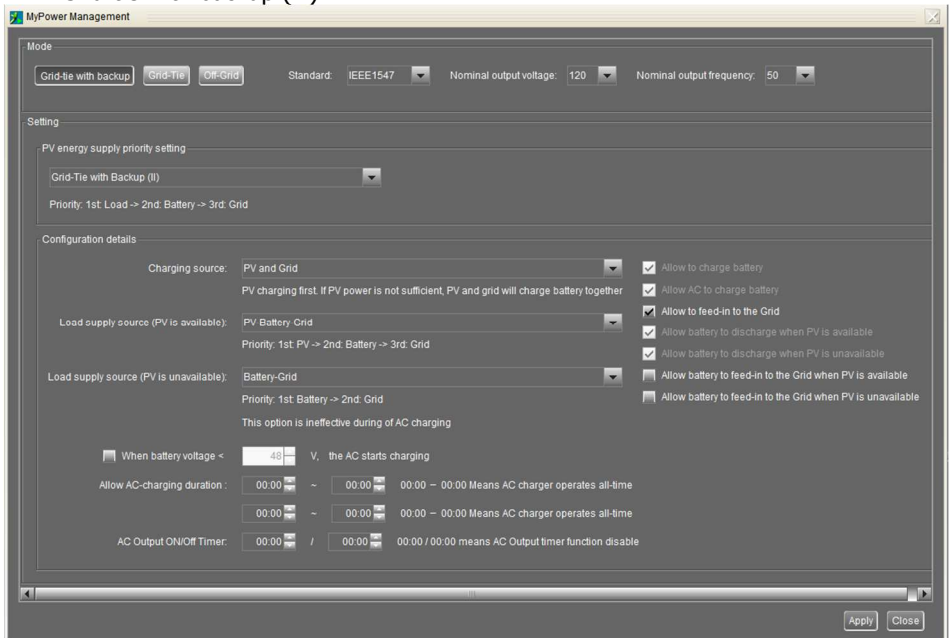 MyPower Management
Mode
Grid-tie with backup Grid-Tie Off-Grid Standard: IEEE1547 Nominal output voltage: 120 Nominal output frequency: 50
Setting
PV energy supply priority setting
Grid-Tie with Backup (II)
Priority: 1st: Load -> 2nd: Battery -> 3rd: Grid
Configuration details
Charging source: PV and Grid
PV charging first. If PV power is not sufficient, PV and grid will charge battery together
Load supply source (PV is available): PV-Battery-Grid
Priority: 1st: PV -> 2nd: Battery -> 3rd: Grid
Load supply source (PV is unavailable): Battery-Grid
Priority: 1st: Battery -> 2nd: Grid
This option is ineffective during of AC charging
Allow to charge battery
Allow AC to charge battery
Allow to feed-in to the Grid
Allow battery to discharge when PV is available
Allow battery to discharge when PV is unavailable
Allow battery to feed-in to the Grid when PV is available
Allow battery to feed-in to the Grid when PV is unavailable
When battery voltage < 48 V, the AC starts charging
Allow AC-charging duration : 00:00 ~ 00:00 00:00 – 00:00 Means AC charger operates all-time
00:00 ~ 00:00 00:00 – 00:00 Means AC charger operates all-time
AC Output ON/Off Timer: 00:00 / 00:00 00:00 / 00:00 means AC Output timer function disable
Apply Close